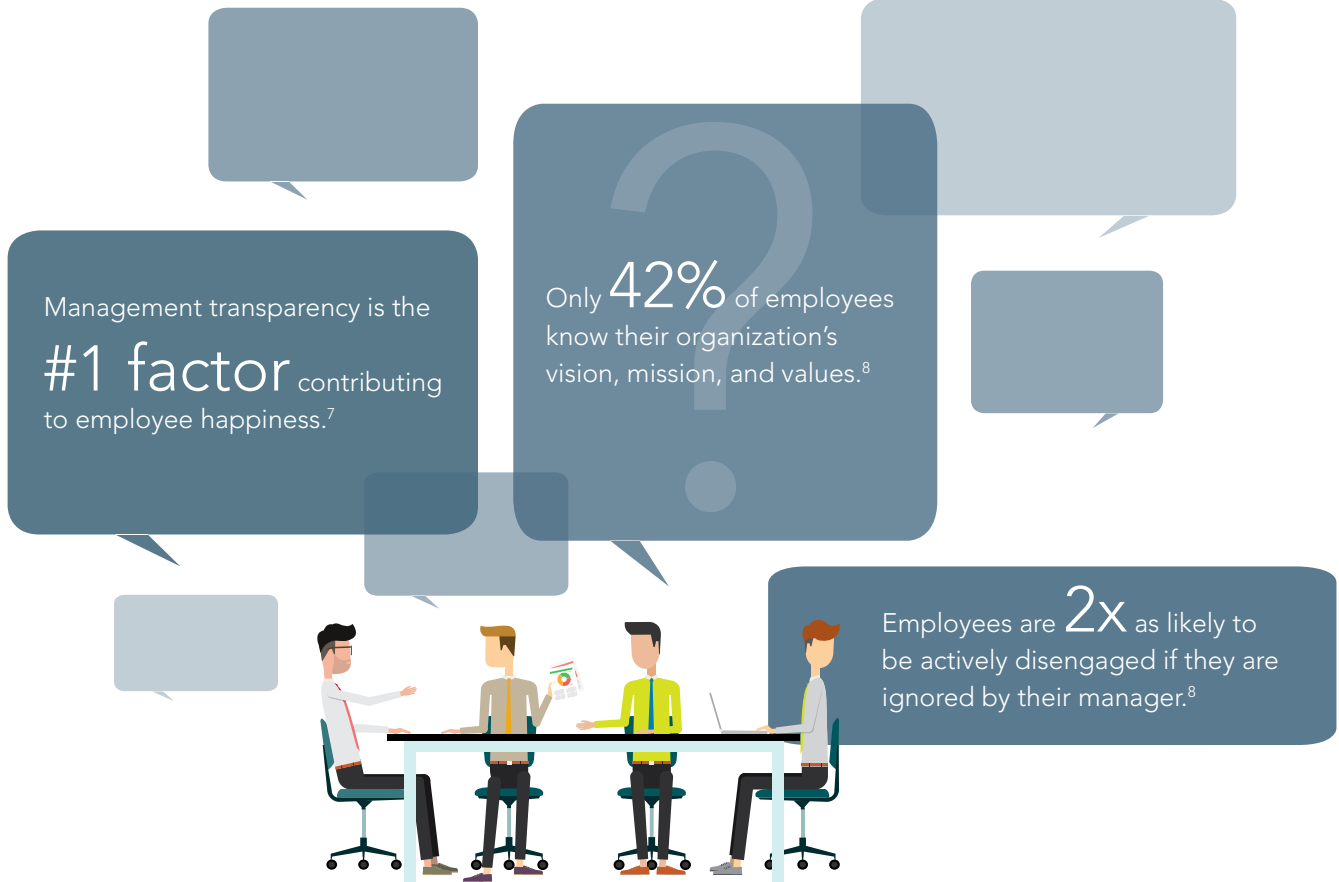 Management transparency is the
#1 factor contributing
to employee happiness.7
Only 42% of employees
know their organization's
vision, mission, and values.8
?
Employees are 2x as likely to
be actively disengaged if they are
ignored by their manager.8